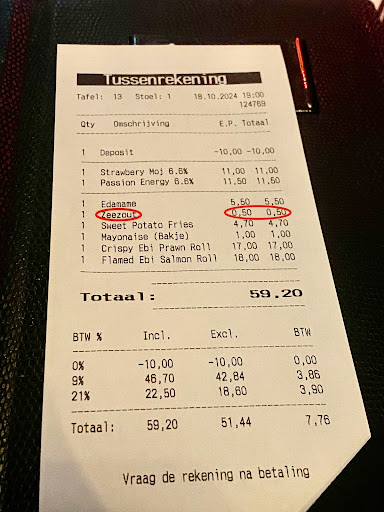 Tussenrekening
Tafel: 13 Stoel: 1 18.10.2024 19:00
124769
Qty Omschrijving E.P. Totaal
1 Deposit -10,00 -10,00
1 Strawbery Moj 6.6% 11,00 11,00
1 Passion Energy 6.6% 11,50 11,50
1 Edamame 5,50 5,50
1 Zeezout 0,50 0,50
1 Sweet Potato Fries 4,70 4,70
1 Mayonaise (Bakje) 1,00 1,00
1 Crispy Ebi Prawn Roll 17,00 17,00
1 Flamed Ebi Salmon Roll 18,00 18,00
Totaal: 59,20
BTW % Incl. Excl. BTW
0% -10,00 -10,00 0,00
9% 46,70 42,84 3,86
21% 22,50 18,60 3,90
Totaal: 59,20 51,44 7,76
Vraag de rekening na betaling